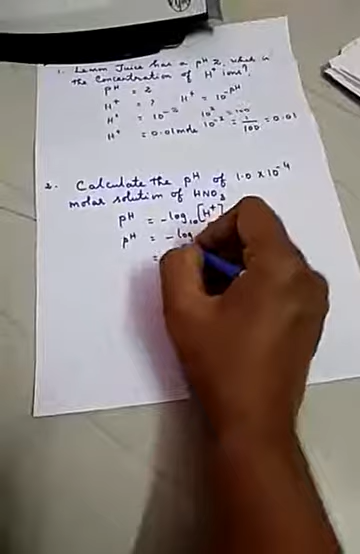 1. Lemon Juice has a pH 2, what is
the concentration of H+ ions?
pH = 2
H+ = ? H+ = 10^-pH
H+ = 10^-2 10^2 = 100
H+ = 0.01 mole 10^-2 = 1/100 = 0.01
2. Calculate the pH of 1.0 x 10^-4
molar solution of HNO3
pH = -log10[H+]
pH = -log
=